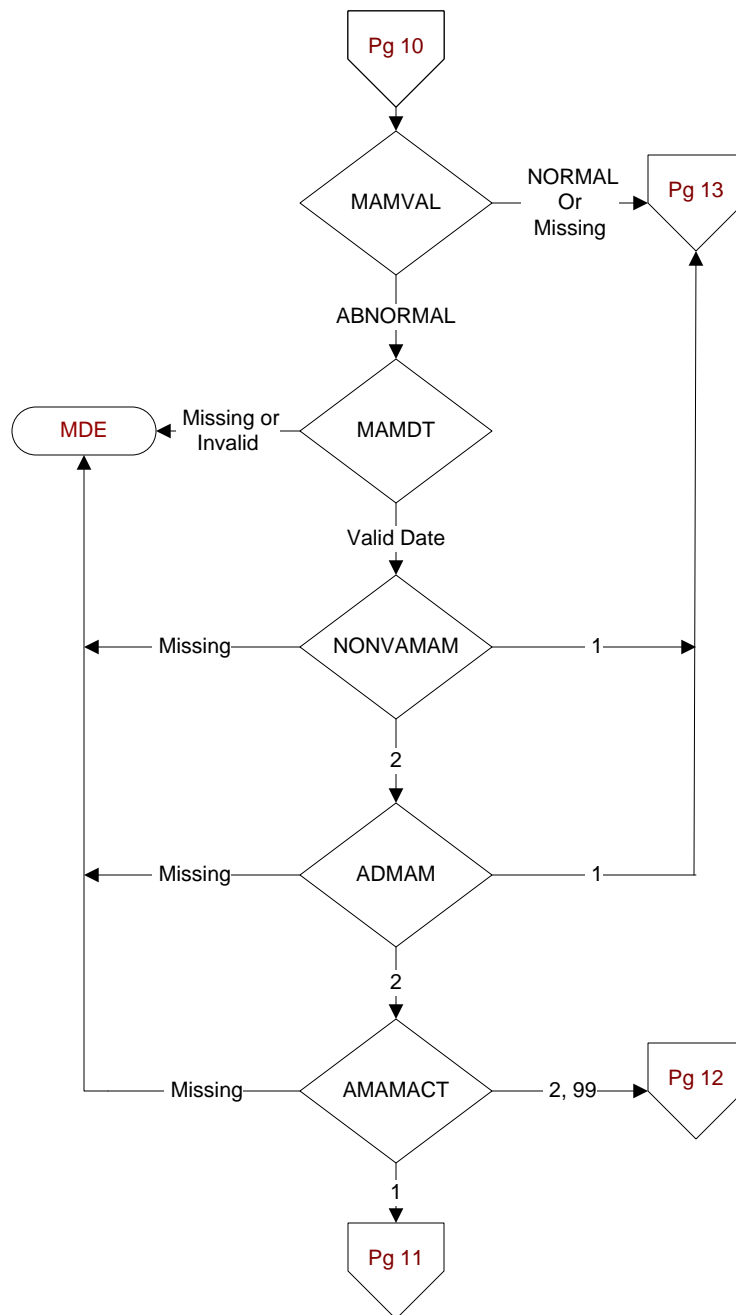 Pg 10
MAMVAL
NORMAL
Or
Missing
Pg 13
ABNORMAL
MDE
Missing or
Invalid
MAMDT
Valid Date
Missing
NONVAMAM
1
2
Missing
ADMAM
1
2
Missing
AMAMACT
2, 99
Pg 12
1
Pg 11